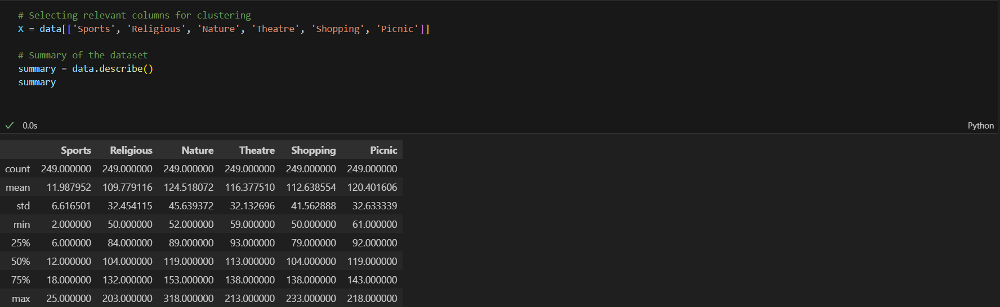 # Selecting relevant columns for clustering
X = data[['Sports', 'Religious', 'Nature', 'Theatre', 'Shopping', 'Picnic']]
# Summary of the dataset
summary = data.describe()
summary
0.0s
Python
Sports Religious Nature Theatre Shopping Picnic
count 249.000000 249.000000 249.000000 249.000000 249.000000 249.000000
mean 11.987952 109.779116 124.518072 116.377510 112.638554 120.401606
std 6.616501 32.454115 45.639372 32.132696 41.562888 32.633339
min 2.000000 50.000000 52.000000 59.000000 50.000000 61.000000
25% 6.000000 84.000000 89.000000 93.000000 79.000000 92.000000
50% 12.000000 104.000000 119.000000 113.000000 104.000000 119.000000
75% 18.000000 132.000000 153.000000 138.000000 138.000000 143.000000
max 25.000000 203.000000 318.000000 213.000000 233.000000 218.000000